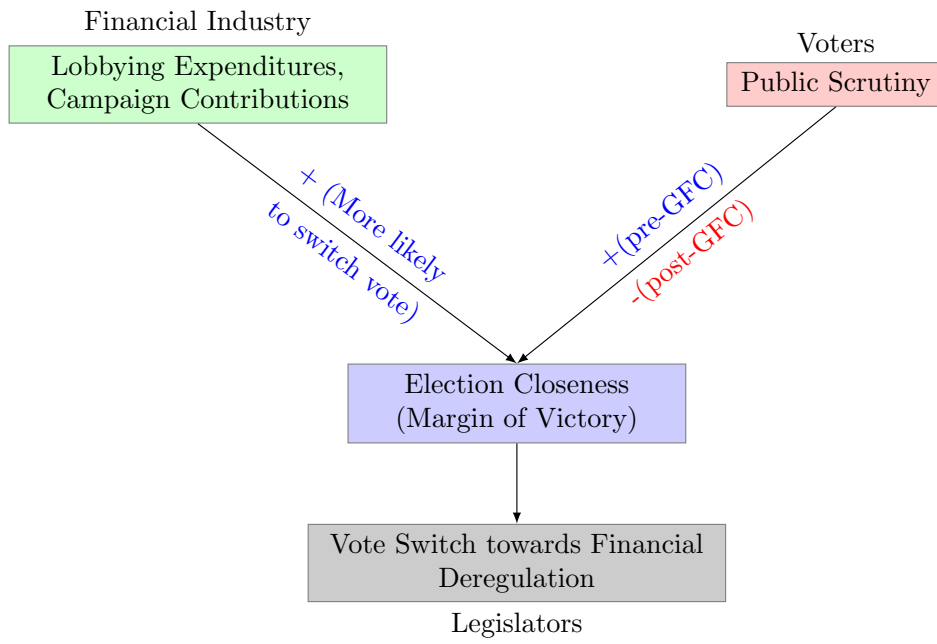 Financial Industry
Lobbying Expenditures,
Campaign Contributions
Voters
Public Scrutiny
+ (More likely
to switch vote)
+(pre-GFC)
-(post-GFC)
Election Closeness
(Margin of Victory)
Vote Switch towards Financial
Deregulation
Legislators